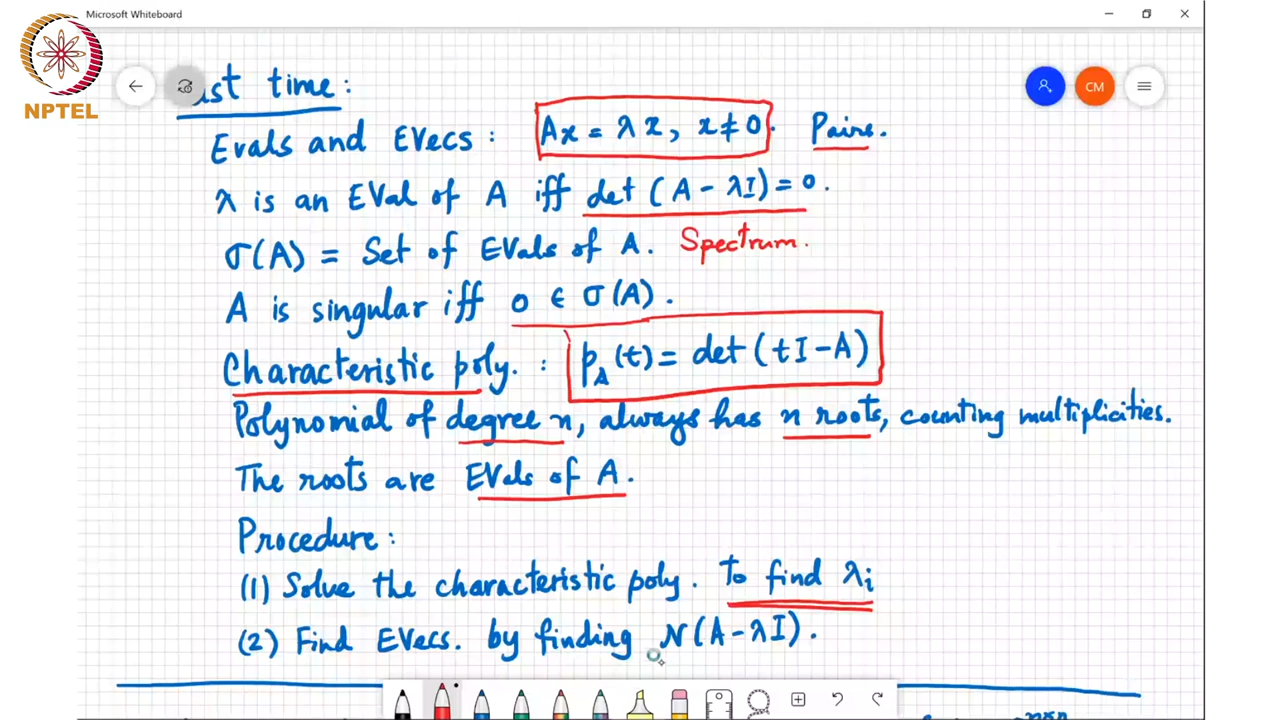 Microsoft Whiteboard
NPTEL
CM
ast time:
Evals and EVecs: Ax = λx, x ≠ 0. Pairs.
λ is an EVal of A iff det (A - λI) = 0.
σ(A) = Set of EVals of A. Spectrum.
A is singular iff 0 ∈ σ(A).
Characteristic poly. : p_A(t) = det (tI - A)
Polynomial of degree n, always has n roots, counting multiplicities.
The roots are EVals of A.
Procedure:
(1) Solve the characteristic poly. To find λi
(2) Find EVecs. by finding N(A - λI).